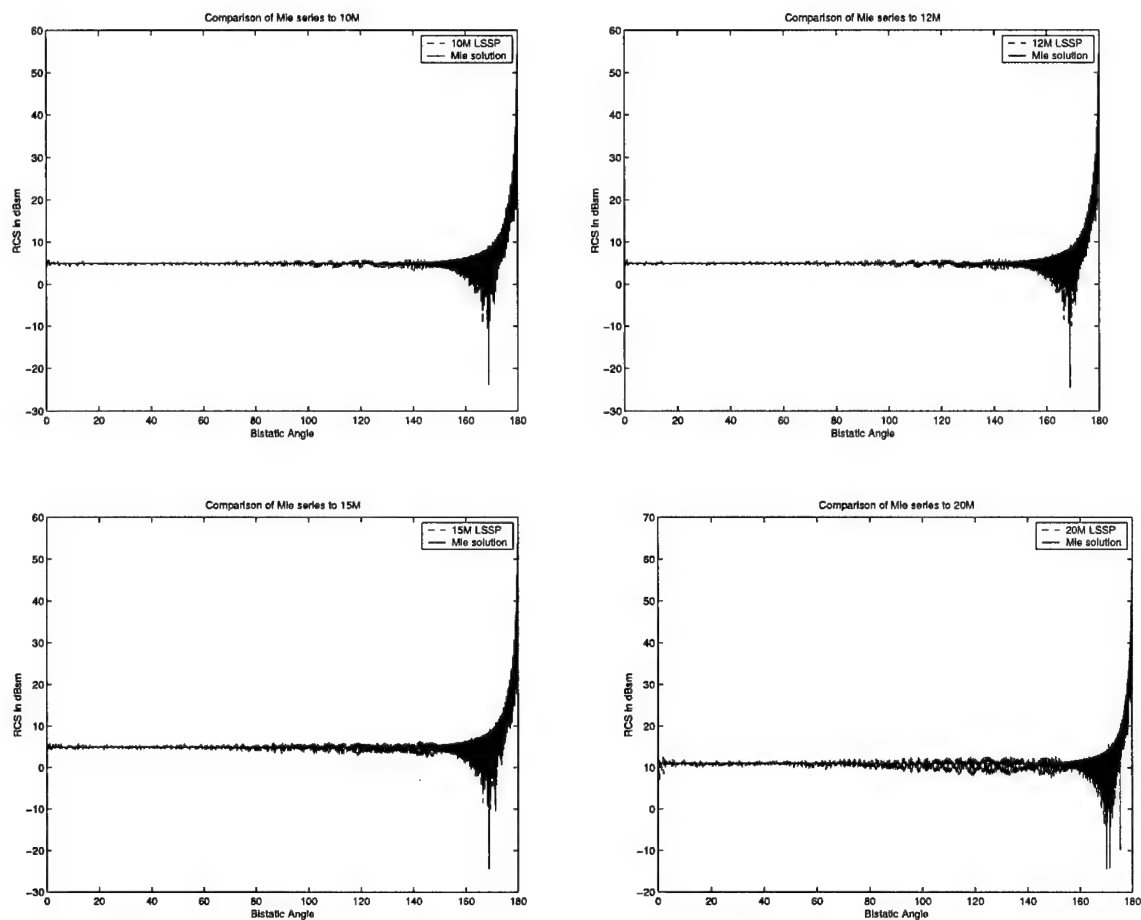 Comparison of Mie series to 10M
60
50
40
30
20
10
0
-10
-20
-30
RCS in dBsm
10M LSSP
Mie solution
0 20 40 60 80 100 120 140 160 180
Bistatic Angle
Comparison of Mie series to 12M
60
50
40
30
20
10
0
-10
-20
-30
RCS in dBsm
12M LSSP
Mie solution
0 20 40 60 80 100 120 140 160 180
Bistatic Angle
Comparison of Mie series to 15M
60
50
40
30
20
10
0
-10
-20
-30
RCS in dBsm
15M LSSP
Mie solution
0 20 40 60 80 100 120 140 160 180
Bistatic Angle
Comparison of Mie series to 20M
70
60
50
40
30
20
10
0
-10
-20
RCS in dBsm
20M LSSP
Mie solution
0 20 40 60 80 100 120 140 160 180
Bistatic Angle